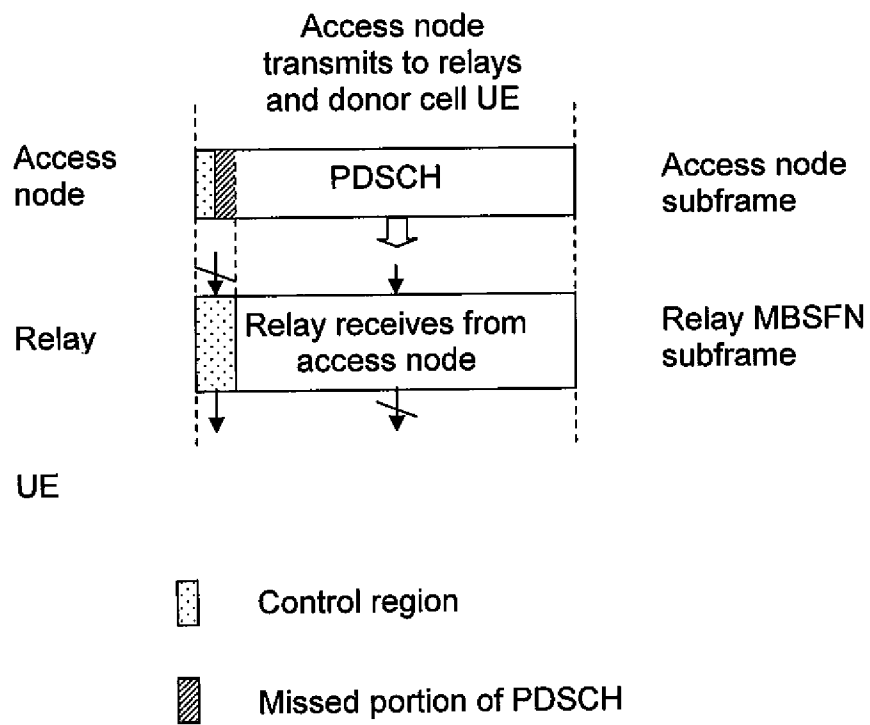 Access node
transmits to relays
and donor cell UE
Access
node
PDSCH
Access node
subframe
Relay
Relay receives from
access node
Relay MBSFN
subframe
UE
Control region
Missed portion of PDSCH